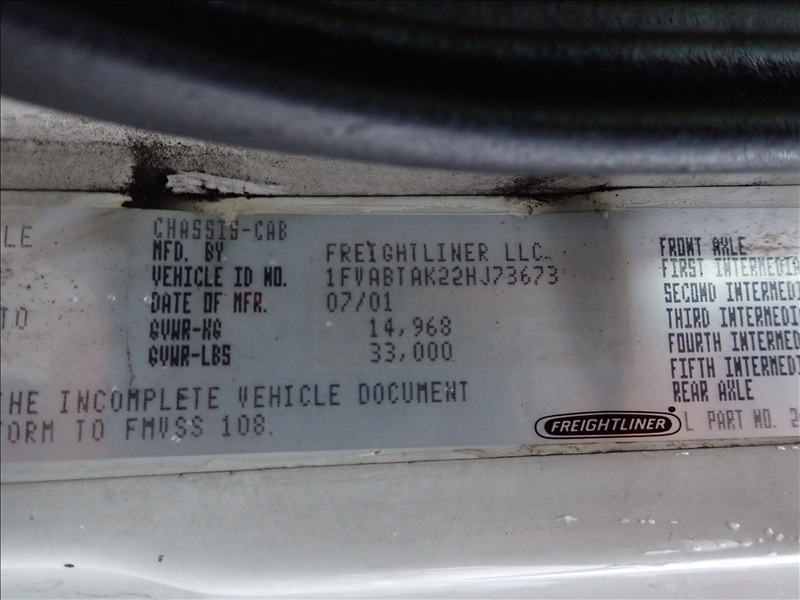 LE
TO
CHASSIS-CAB
MFD. BY FREIGHTLINER LLC.
VEHICLE ID NO. 1FVABTAK22HJ73673
DATE OF MFR. 07/01
GVWR-KG 14,968
GVWR-LBS 33,000
THE INCOMPLETE VEHICLE DOCUMENT
FORM TO FMVSS 108.
FRONT AXLE
FIRST INTERMEDIA
SECOND INTERMEDI
THIRD INTERMEDI
FOURTH INTERMED
FIFTH INTERMEDI
REAR AXLE
FREIGHTLINER
L PART NO. 2